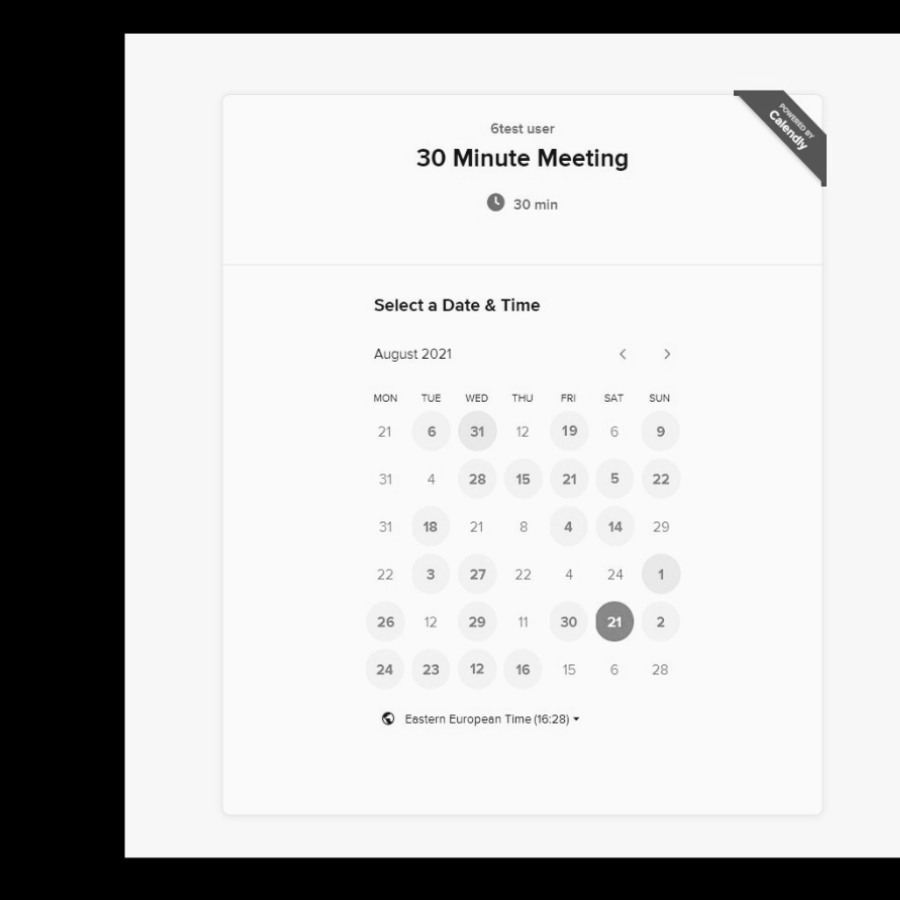 POWERED BY
Calendly
6test user
30 Minute Meeting
30 min
Select a Date & Time
August 2021
MON TUE WED THU FRI SAT SUN
21 6 31 12 19 6 9
31 4 28 15 21 5 22
31 18 21 8 4 14 29
22 3 27 22 4 24 1
26 12 29 11 30 21 2
24 23 12 16 15 6 28
Eastern European Time (16:28)